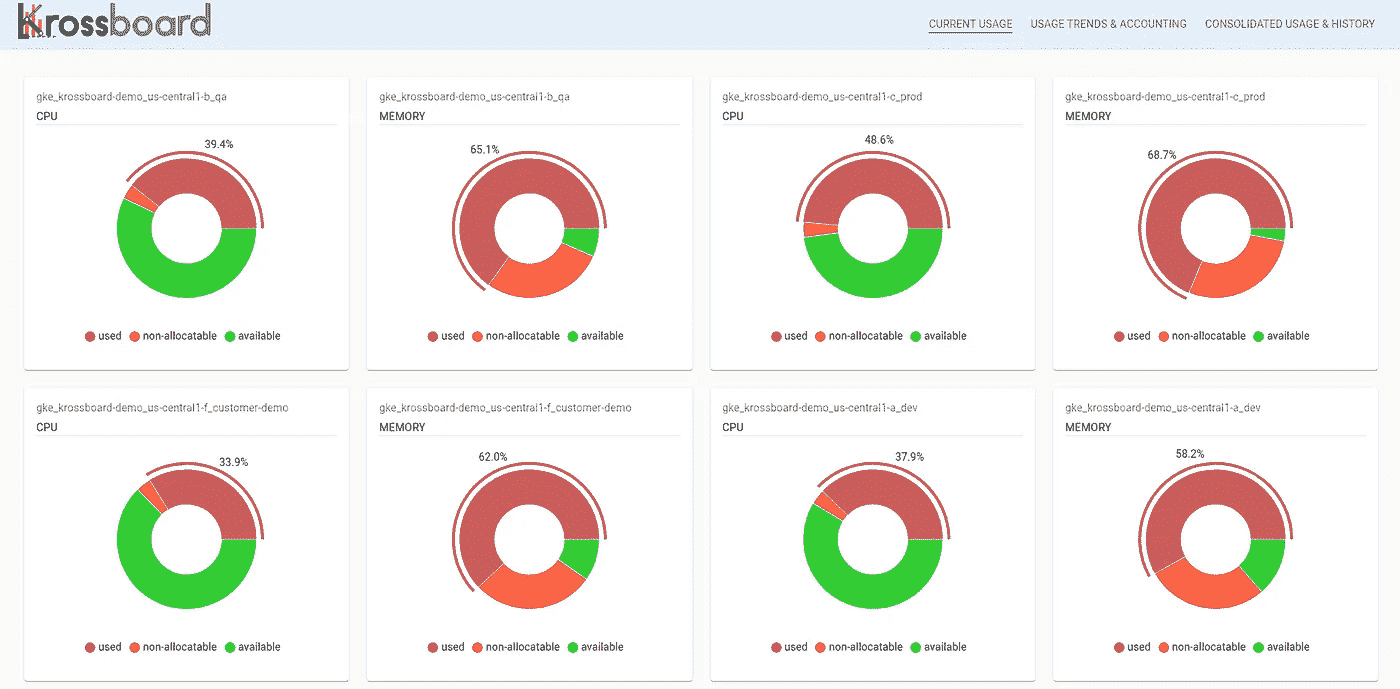 Krossboard
CURRENT USAGE USAGE TRENDS & ACCOUNTING CONSOLIDATED USAGE & HISTORY
gke_krossboard-demo_us-central1-b_qa
CPU
39.4%
used non-allocatable available
gke_krossboard-demo_us-central1-b_qa
MEMORY
65.1%
used non-allocatable available
gke_krossboard-demo_us-central1-c_prod
CPU
48.6%
used non-allocatable available
gke_krossboard-demo_us-central1-c_prod
MEMORY
68.7%
used non-allocatable available
gke_krossboard-demo_us-central1-f_customer-demo
CPU
33.9%
used non-allocatable available
gke_krossboard-demo_us-central1-f_customer-demo
MEMORY
62.0%
used non-allocatable available
gke_krossboard-demo_us-central1-a_dev
CPU
37.9%
used non-allocatable available
gke_krossboard-demo_us-central1-a_dev
MEMORY
58.2%
used non-allocatable available